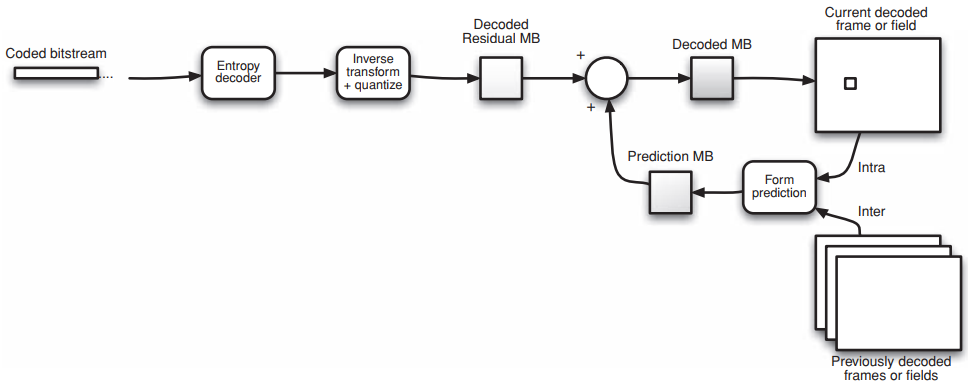 Coded bitstream
....
Entropy
decoder
Inverse
transform
+ quantize
Decoded
Residual MB
+
+
Decoded MB
Current decoded
frame or field
Prediction MB
Form
prediction
Intra
Inter
Previously decoded
frames or fields